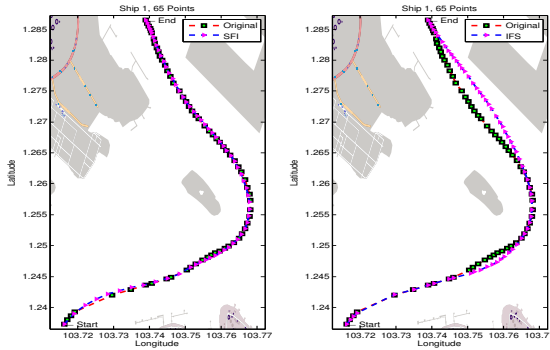 Ship 1, 65 Points
1.285
1.28
1.275
1.27
1.265
1.26
1.255
1.25
1.245
1.24
Latitude
End
Original
SFI
Start
103.72 103.73 103.74 103.75 103.76 103.77
Longitude
Ship 1, 65 Points
1.285
1.28
1.275
1.27
1.265
1.26
1.255
1.25
1.245
1.24
Latitude
End
Original
IFS
Start
103.72 103.73 103.74 103.75 103.76 103.77
Longitude